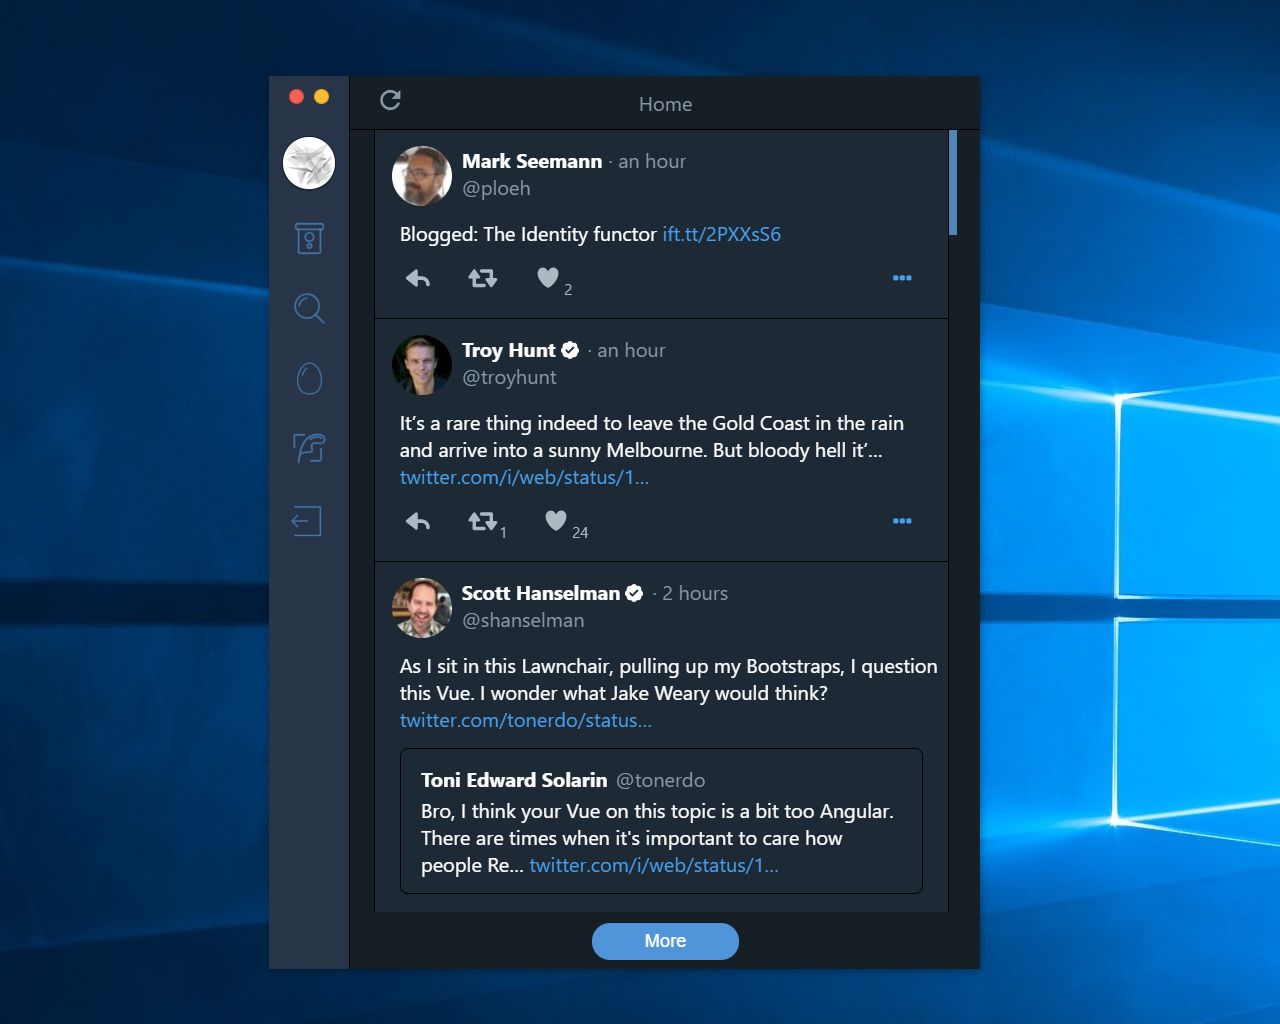 Home
Mark Seemann · an hour
@ploeh
Blogged: The Identity functor ift.tt/2PXXsS6
2
Troy Hunt · an hour
@troyhunt
It’s a rare thing indeed to leave the Gold Coast in the rain
and arrive into a sunny Melbourne. But bloody hell it’…
twitter.com/i/web/status/1…
1 24
Scott Hanselman · 2 hours
@shanselman
As I sit in this Lawnchair, pulling up my Bootstraps, I question
this Vue. I wonder what Jake Weary would think?
twitter.com/tonerdo/status…
Toni Edward Solarin @tonerdo
Bro, I think your Vue on this topic is a bit too Angular.
There are times when it's important to care how
people Re… twitter.com/i/web/status/1…
More